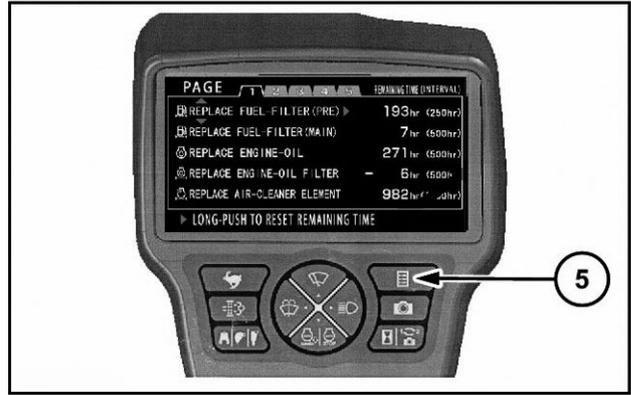 PAGE 1 2 3 4 5 REMAINING TIME (INTERVAL)
REPLACE FUEL-FILTER(PRE) 193hr (250hr)
REPLACE FUEL-FILTER(MAIN) 7hr (500hr)
REPLACE ENGINE-OIL 271hr (500hr)
REPLACE ENGINE-OIL FILTER - 6hr (500h
REPLACE AIR-CLEANER ELEMENT 982hr
LONG-PUSH TO RESET REMAINING TIME
5
STOP